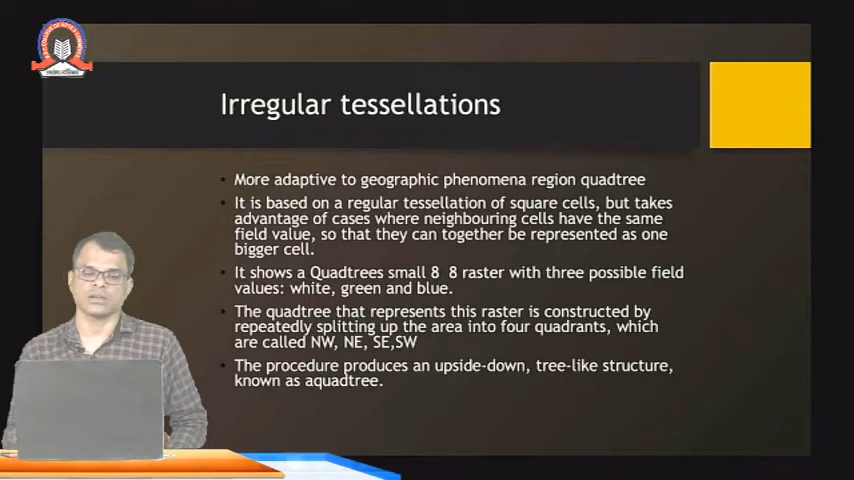 Irregular tessellations
• More adaptive to geographic phenomena region quadtree
• It is based on a regular tessellation of square cells, but takes
advantage of cases where neighbouring cells have the same
field value, so that they can together be represented as one
bigger cell.
• It shows a Quadtrees small 8 8 raster with three possible field
values: white, green and blue.
• The quadtree that represents this raster is constructed by
repeatedly splitting up the area into four quadrants, which
are called NW, NE, SE,SW
• The procedure produces an upside-down, tree-like structure,
known as aquadtree.